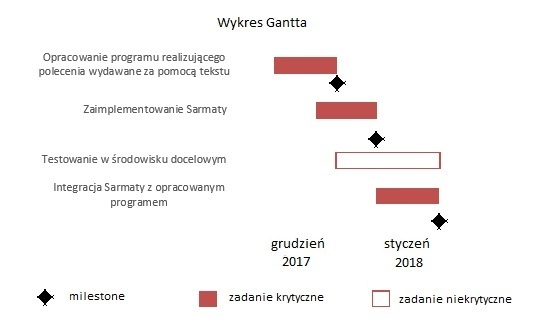 Wykres Gantta
Opracowanie programu realizującego
polecenia wydawane za pomocą tekstu
Zaimplementowanie Sarmaty
Testowanie w środowisku docelowym
Integracja Sarmaty z opracowanym
programem
grudzień
2017
styczeń
2018
milestone
zadanie krytyczne
zadanie niekrytyczne